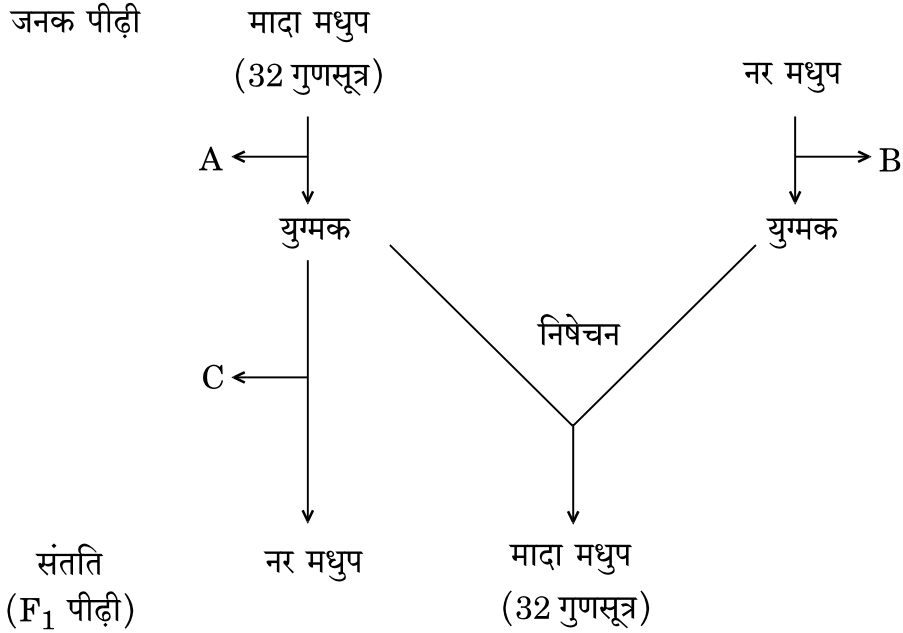 जनक पीढ़ी
मादा मधुप
(32 गुणसूत्र)
नर मधुप
A
B
युग्मक
युग्मक
निषेचन
C
संतति
(F₁ पीढ़ी)
नर मधुप
मादा मधुप
(32 गुणसूत्र)